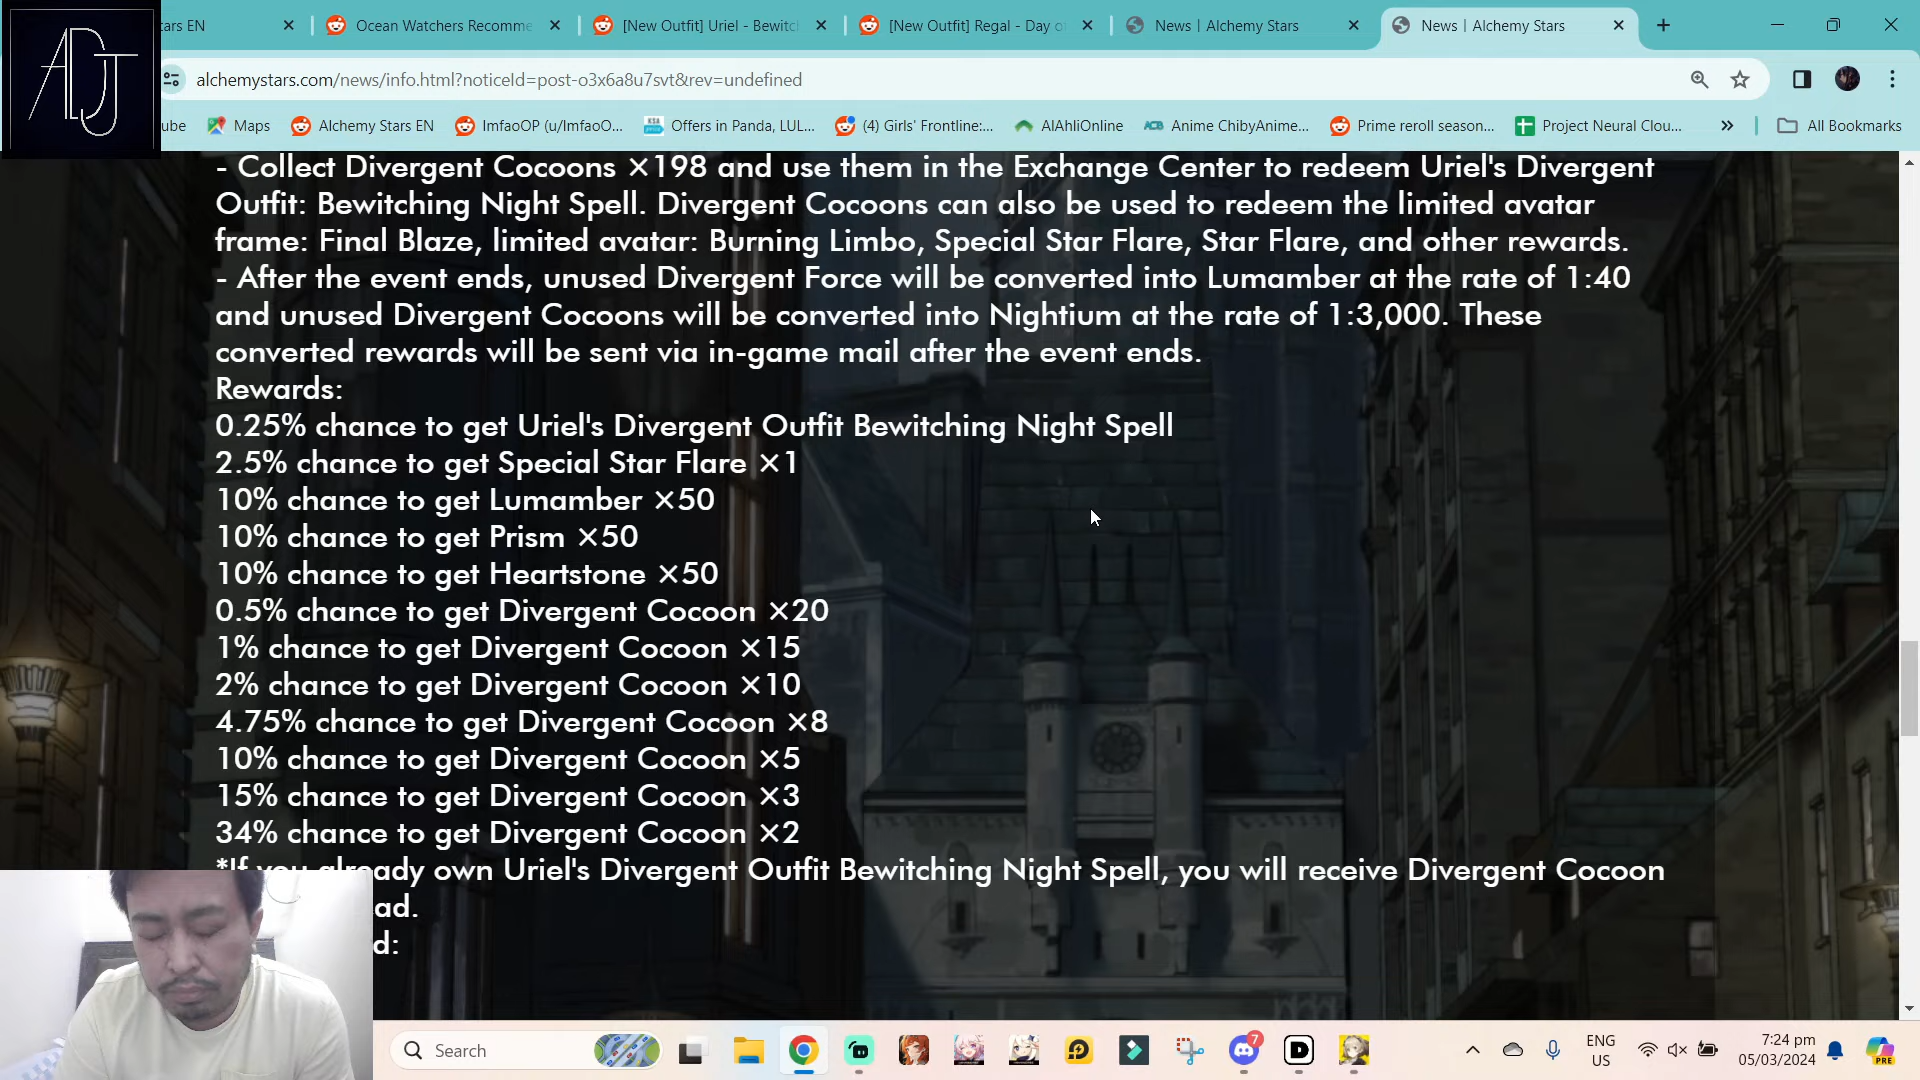 ADJ
tars EN
Ocean Watchers Recomme
[New Outfit] Uriel - Bewitch
[New Outfit] Regal - Day of
News | Alchemy Stars
News | Alchemy Stars
alchemystars.com/news/info.html?noticeId=post-o3x6a8u7svt&rev=undefined
ube
Maps
Alchemy Stars EN
lmfaoOP (u/lmfaoO...
Offers in Panda, LUL...
(4) Girls' Frontline:...
AlAhliOnline
Anime ChibyAnime...
Prime reroll season...
Project Neural Clou...
All Bookmarks
- Collect Divergent Cocoons ×198 and use them in the Exchange Center to redeem Uriel's Divergent
Outfit: Bewitching Night Spell. Divergent Cocoons can also be used to redeem the limited avatar
frame: Final Blaze, limited avatar: Burning Limbo, Special Star Flare, Star Flare, and other rewards.
- After the event ends, unused Divergent Force will be converted into Lumamber at the rate of 1:40
and unused Divergent Cocoons will be converted into Nightium at the rate of 1:3,000. These
converted rewards will be sent via in-game mail after the event ends.
Rewards:
0.25% chance to get Uriel's Divergent Outfit Bewitching Night Spell
2.5% chance to get Special Star Flare ×1
10% chance to get Lumamber ×50
10% chance to get Prism ×50
10% chance to get Heartstone ×50
0.5% chance to get Divergent Cocoon ×20
1% chance to get Divergent Cocoon ×15
2% chance to get Divergent Cocoon ×10
4.75% chance to get Divergent Cocoon ×8
10% chance to get Divergent Cocoon ×5
15% chance to get Divergent Cocoon ×3
34% chance to get Divergent Cocoon ×2
*If you already own Uriel's Divergent Outfit Bewitching Night Spell, you will receive Divergent Cocoon
ad.
d:
Search
7
ENG
US
7:24 pm
05/03/2024
PRE